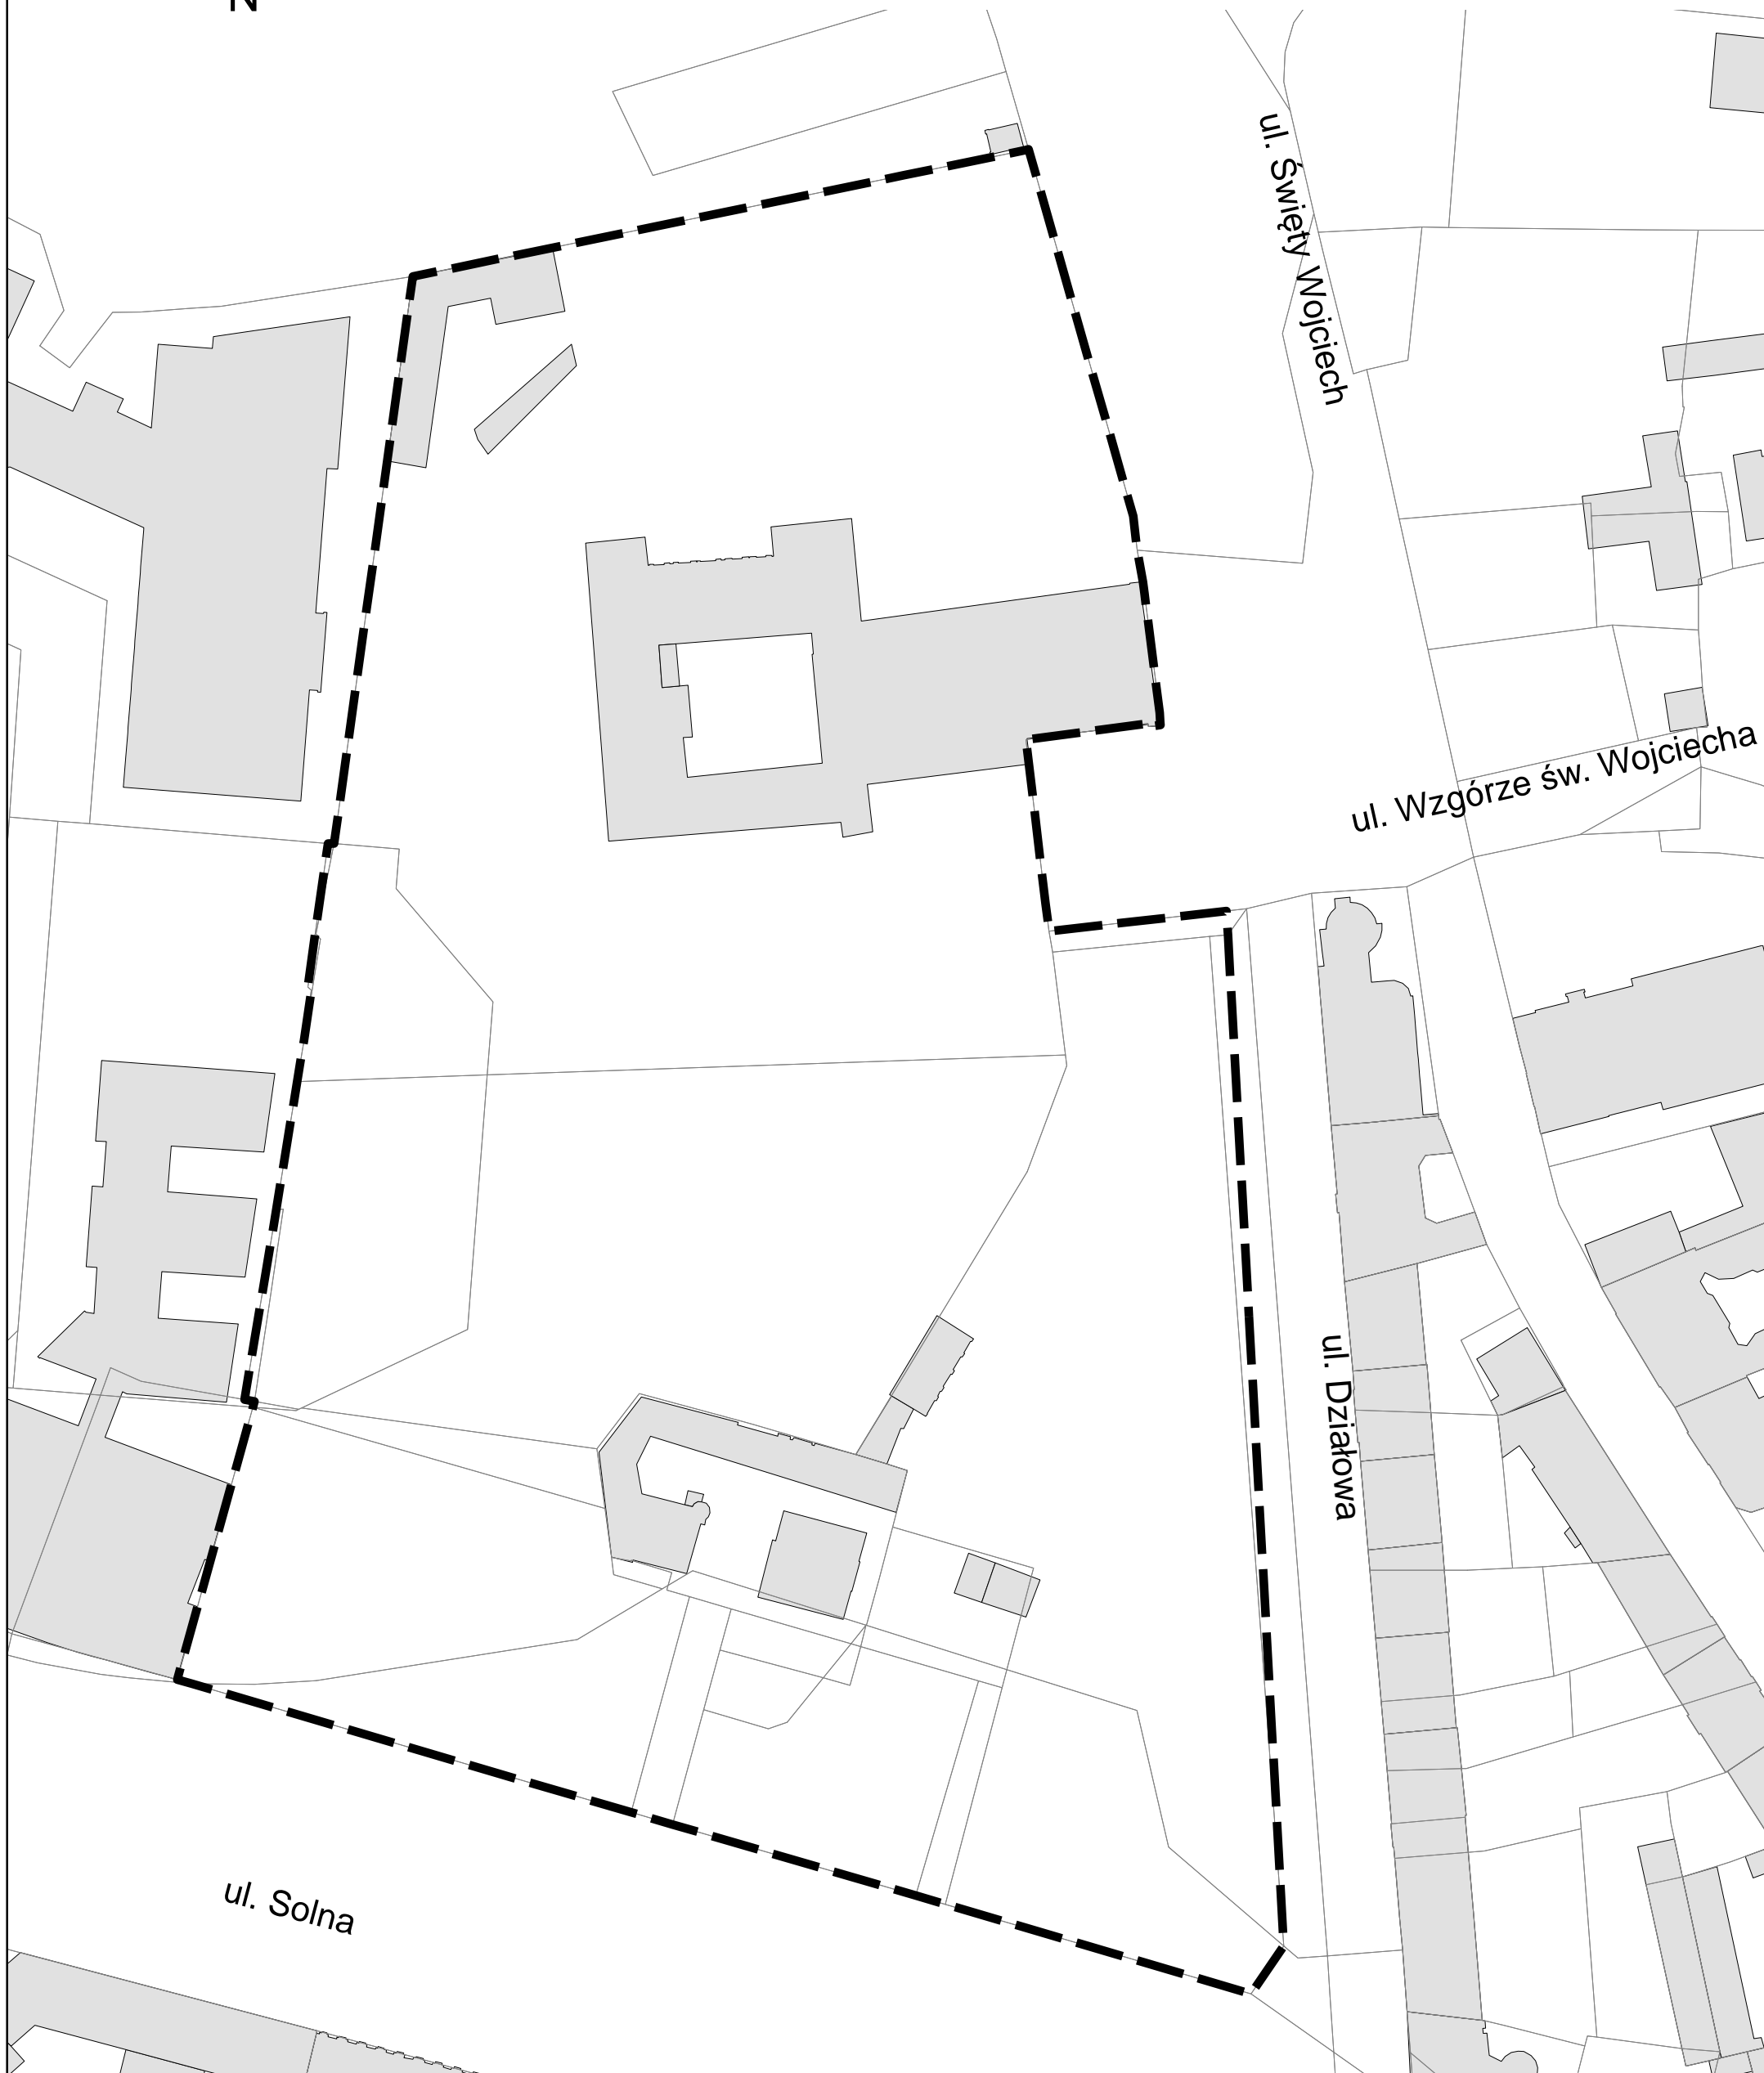 N
ul. Święty Wojciech
ul. Wzgórze św. Wojciecha
ul. Działowa
ul. Solna